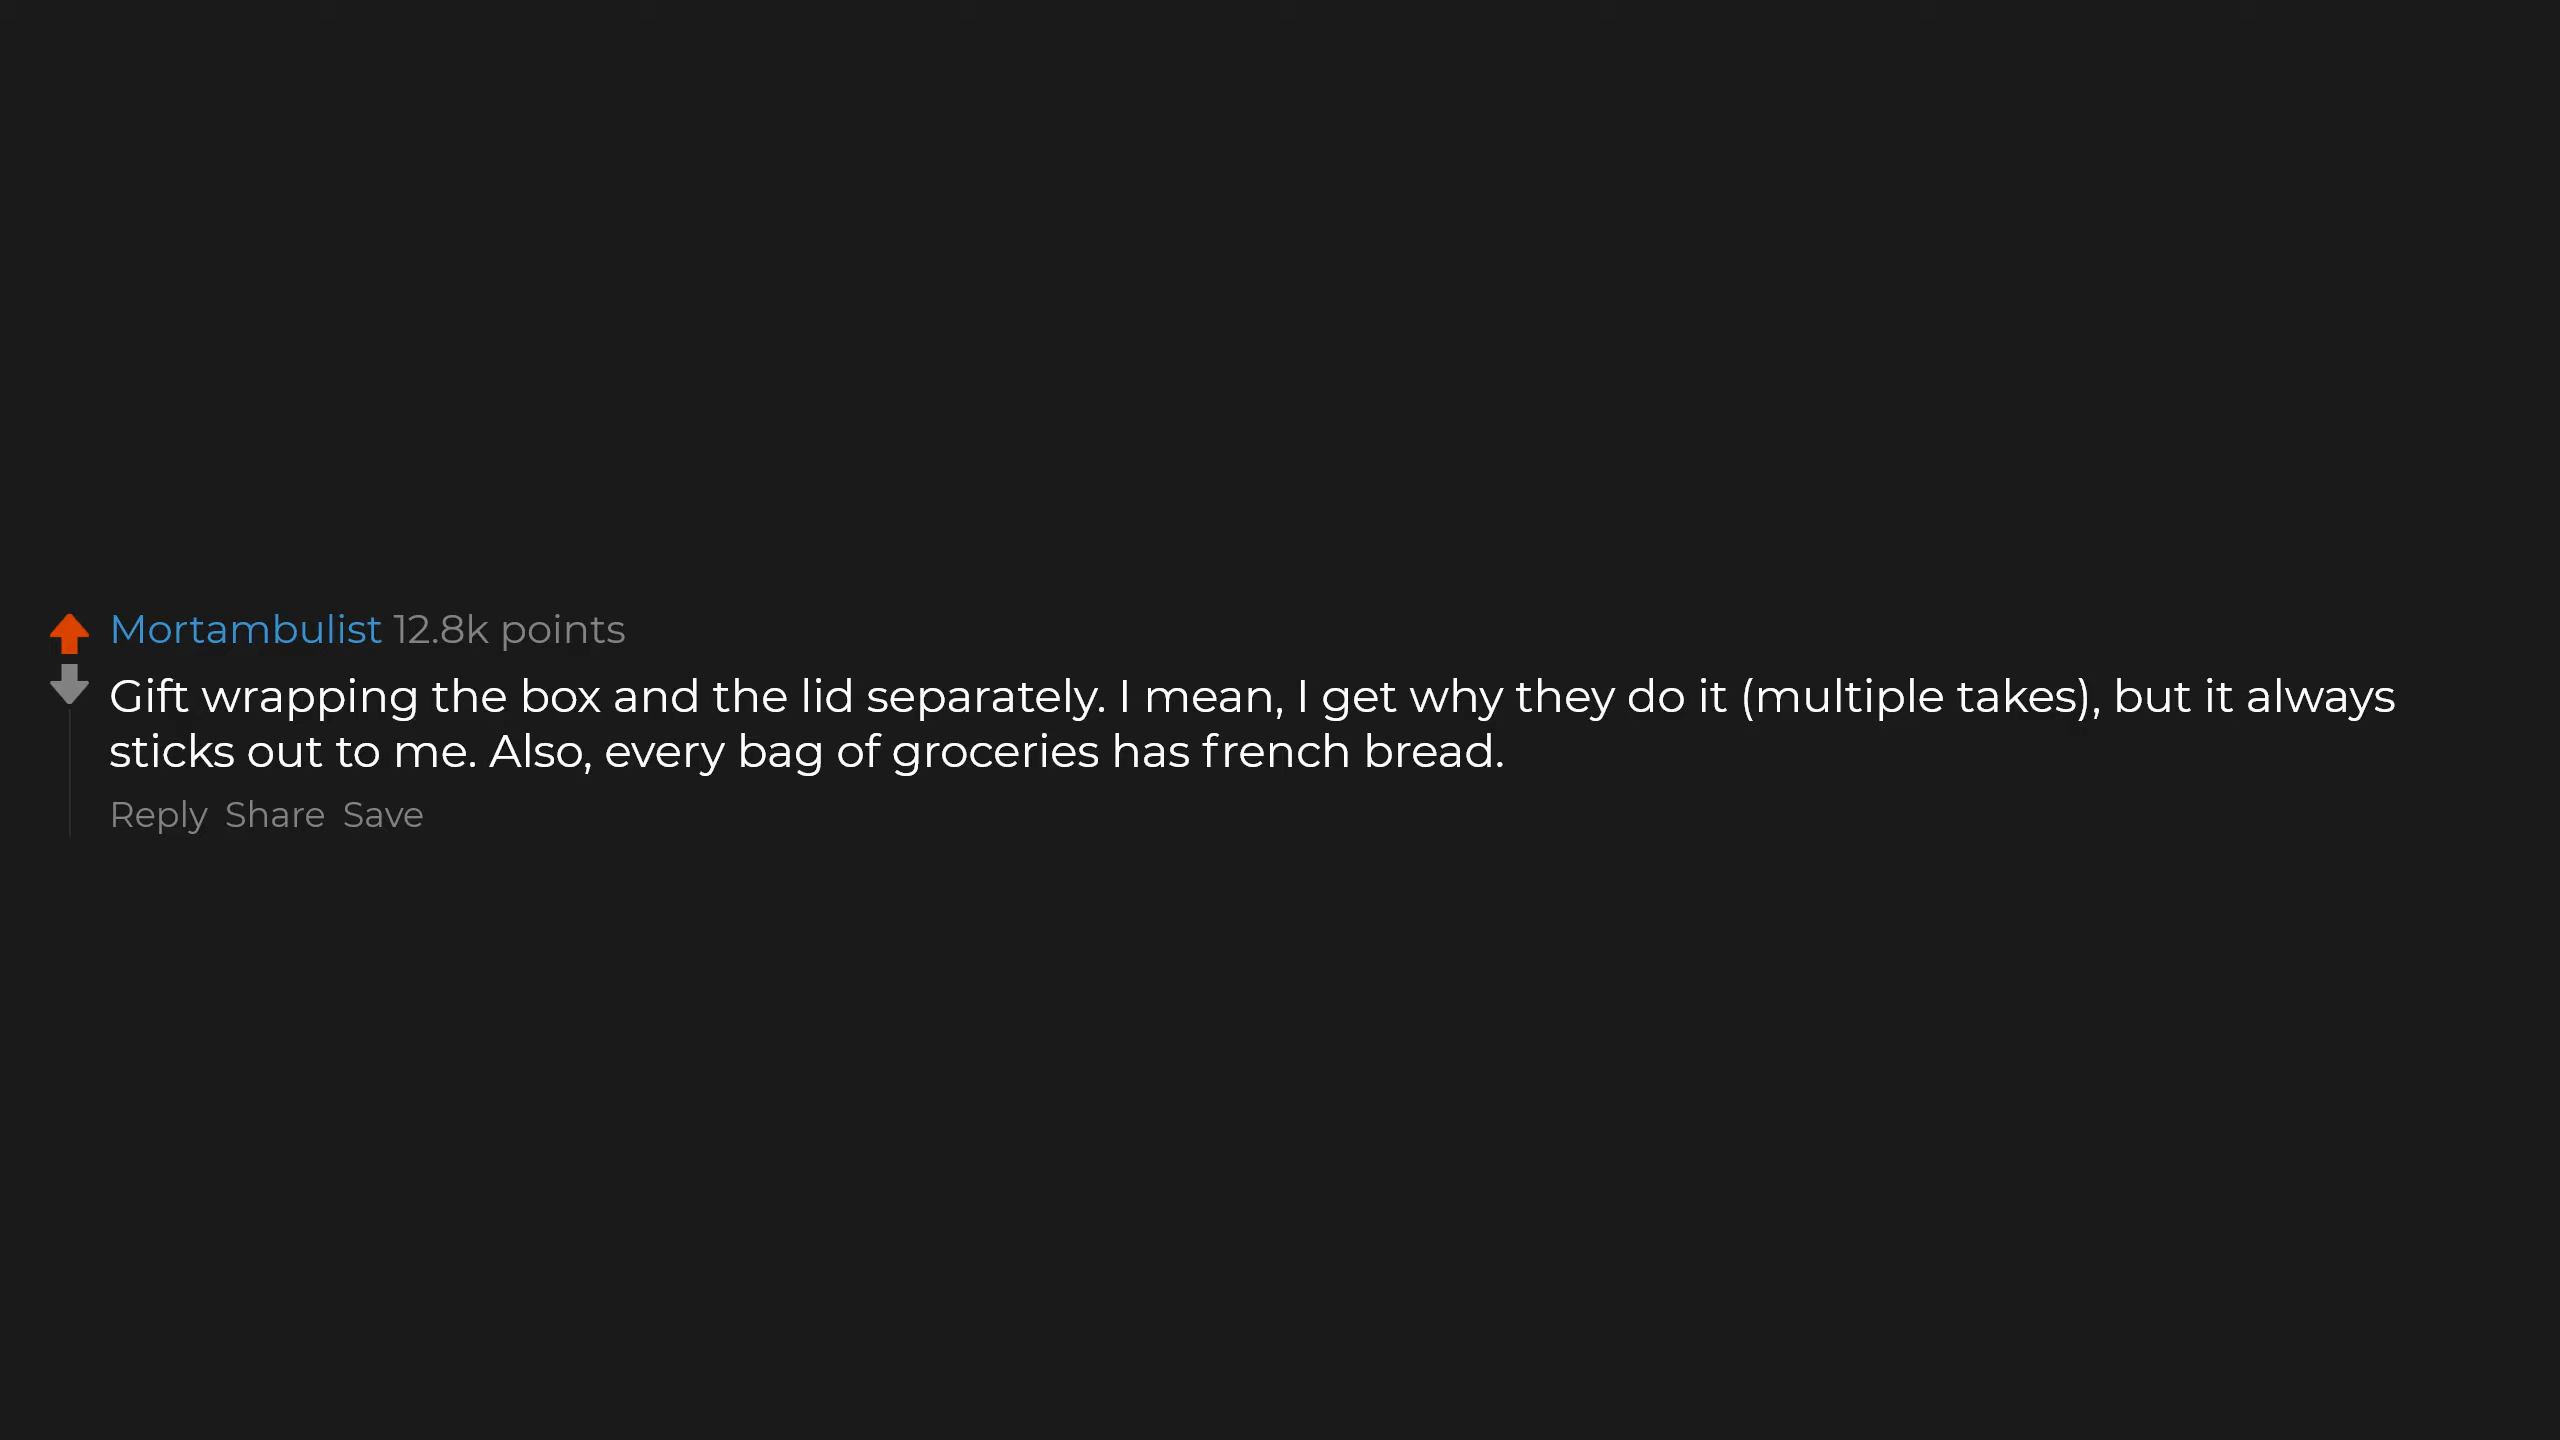 Mortambulist 12.8k points
Gift wrapping the box and the lid separately. I mean, I get why they do it (multiple takes), but it always
sticks out to me. Also, every bag of groceries has french bread.
Reply Share Save